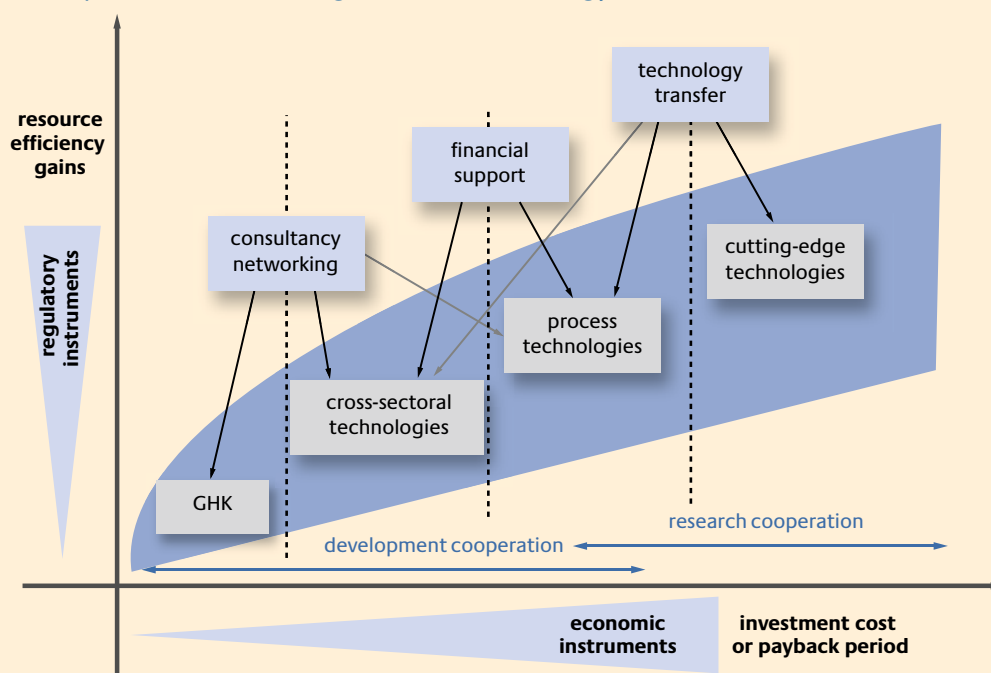 technology
transfer
resource
efficiency
gains
financial
support
consultancy
networking
cutting-edge
technologies
regulatory
instruments
process
technologies
cross-sectoral
technologies
GHK
research cooperation
development cooperation
economic
instruments
investment cost
or payback period